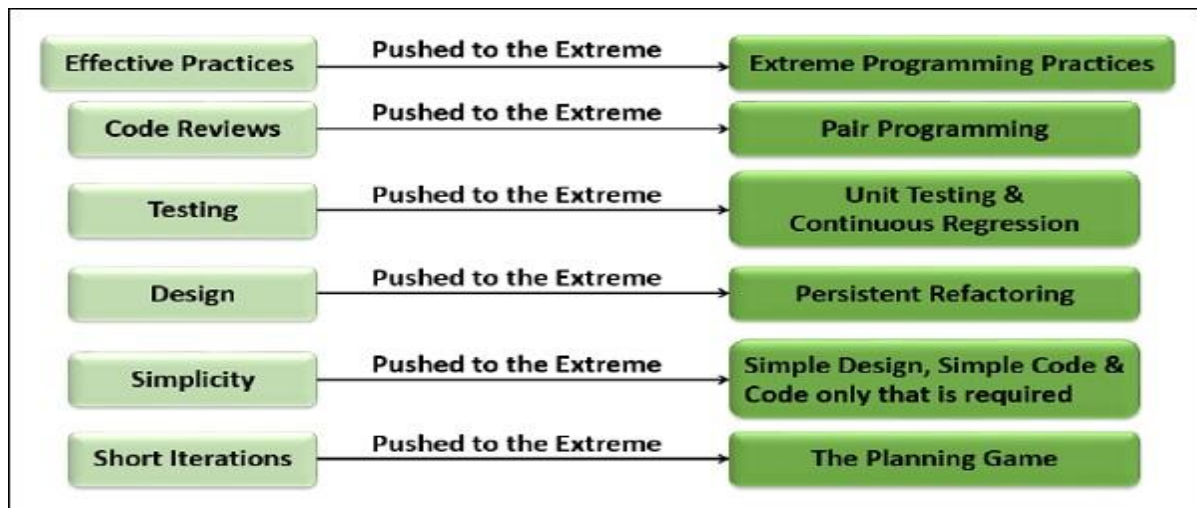 Effective Practices
Pushed to the Extreme
Extreme Programming Practices
Code Reviews
Pushed to the Extreme
Pair Programming
Testing
Pushed to the Extreme
Unit Testing &
Continuous Regression
Design
Pushed to the Extreme
Persistent Refactoring
Simplicity
Pushed to the Extreme
Simple Design, Simple Code &
Code only that is required
Short Iterations
Pushed to the Extreme
The Planning Game